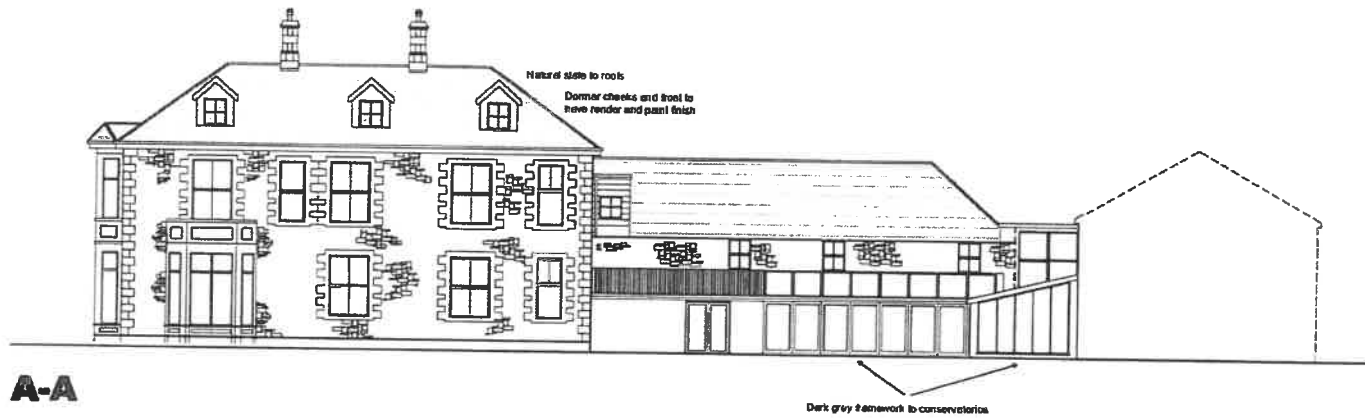 Natural slate to roofs
Dormer cheeks and front to
have render and paint finish
A-A
Dark grey framework to conservatories